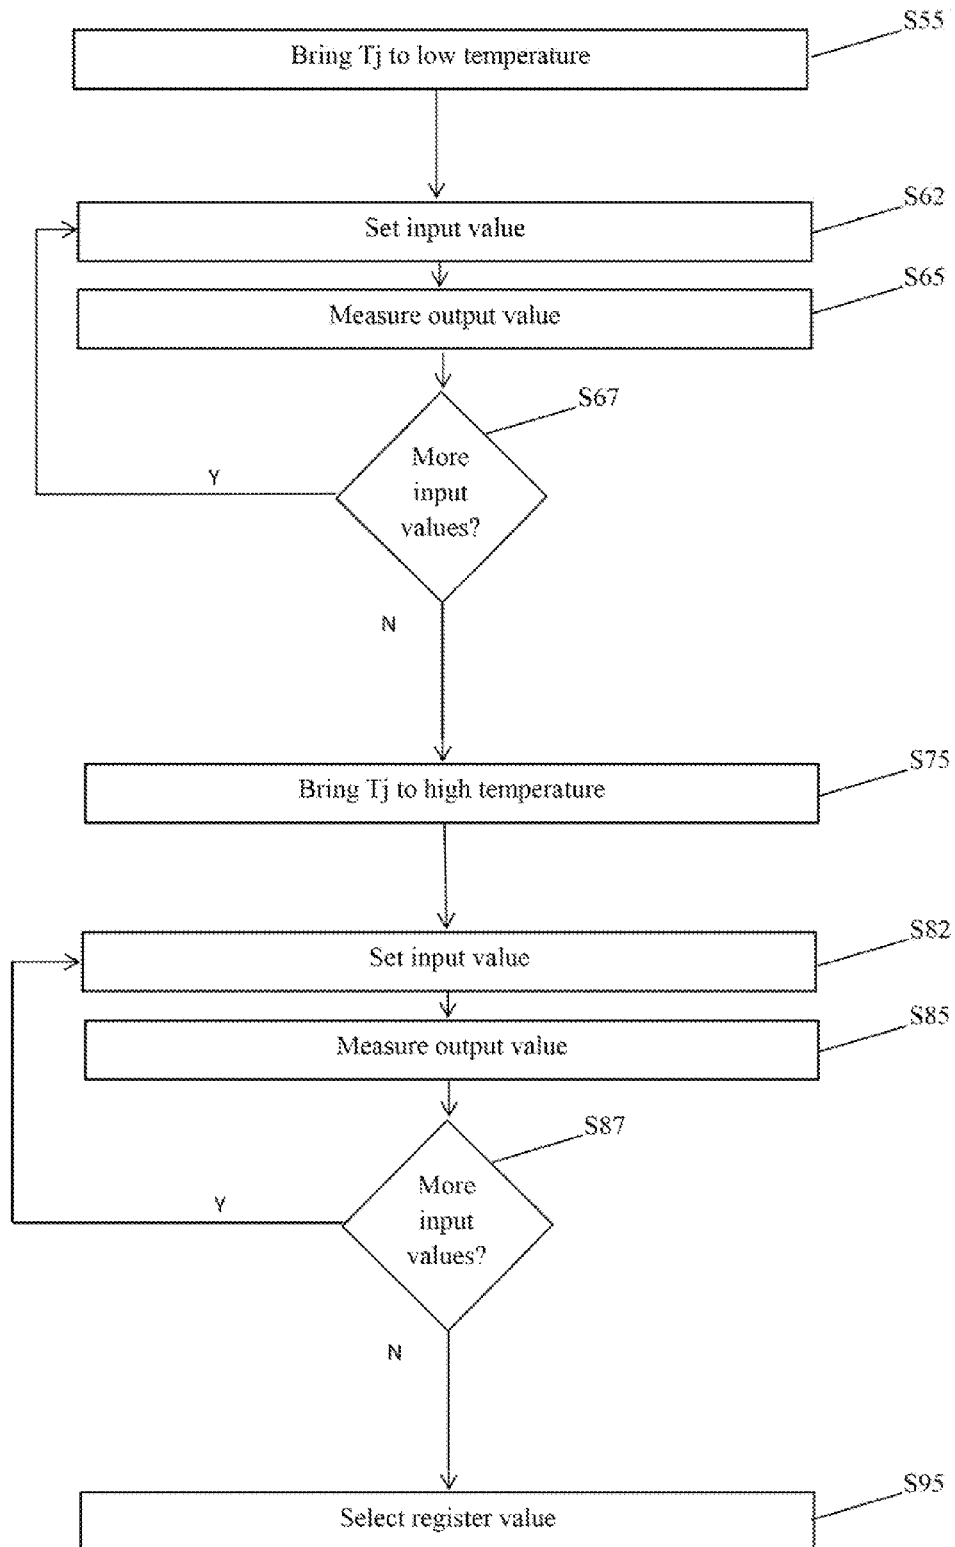 S55
Bring Tj to low temperature
S62
Set input value
S65
Measure output value
S67
More
input
values?
Y
N
S75
Bring Tj to high temperature
S82
Set input value
S85
Measure output value
S87
More
input
values?
Y
N
S95
Select register value